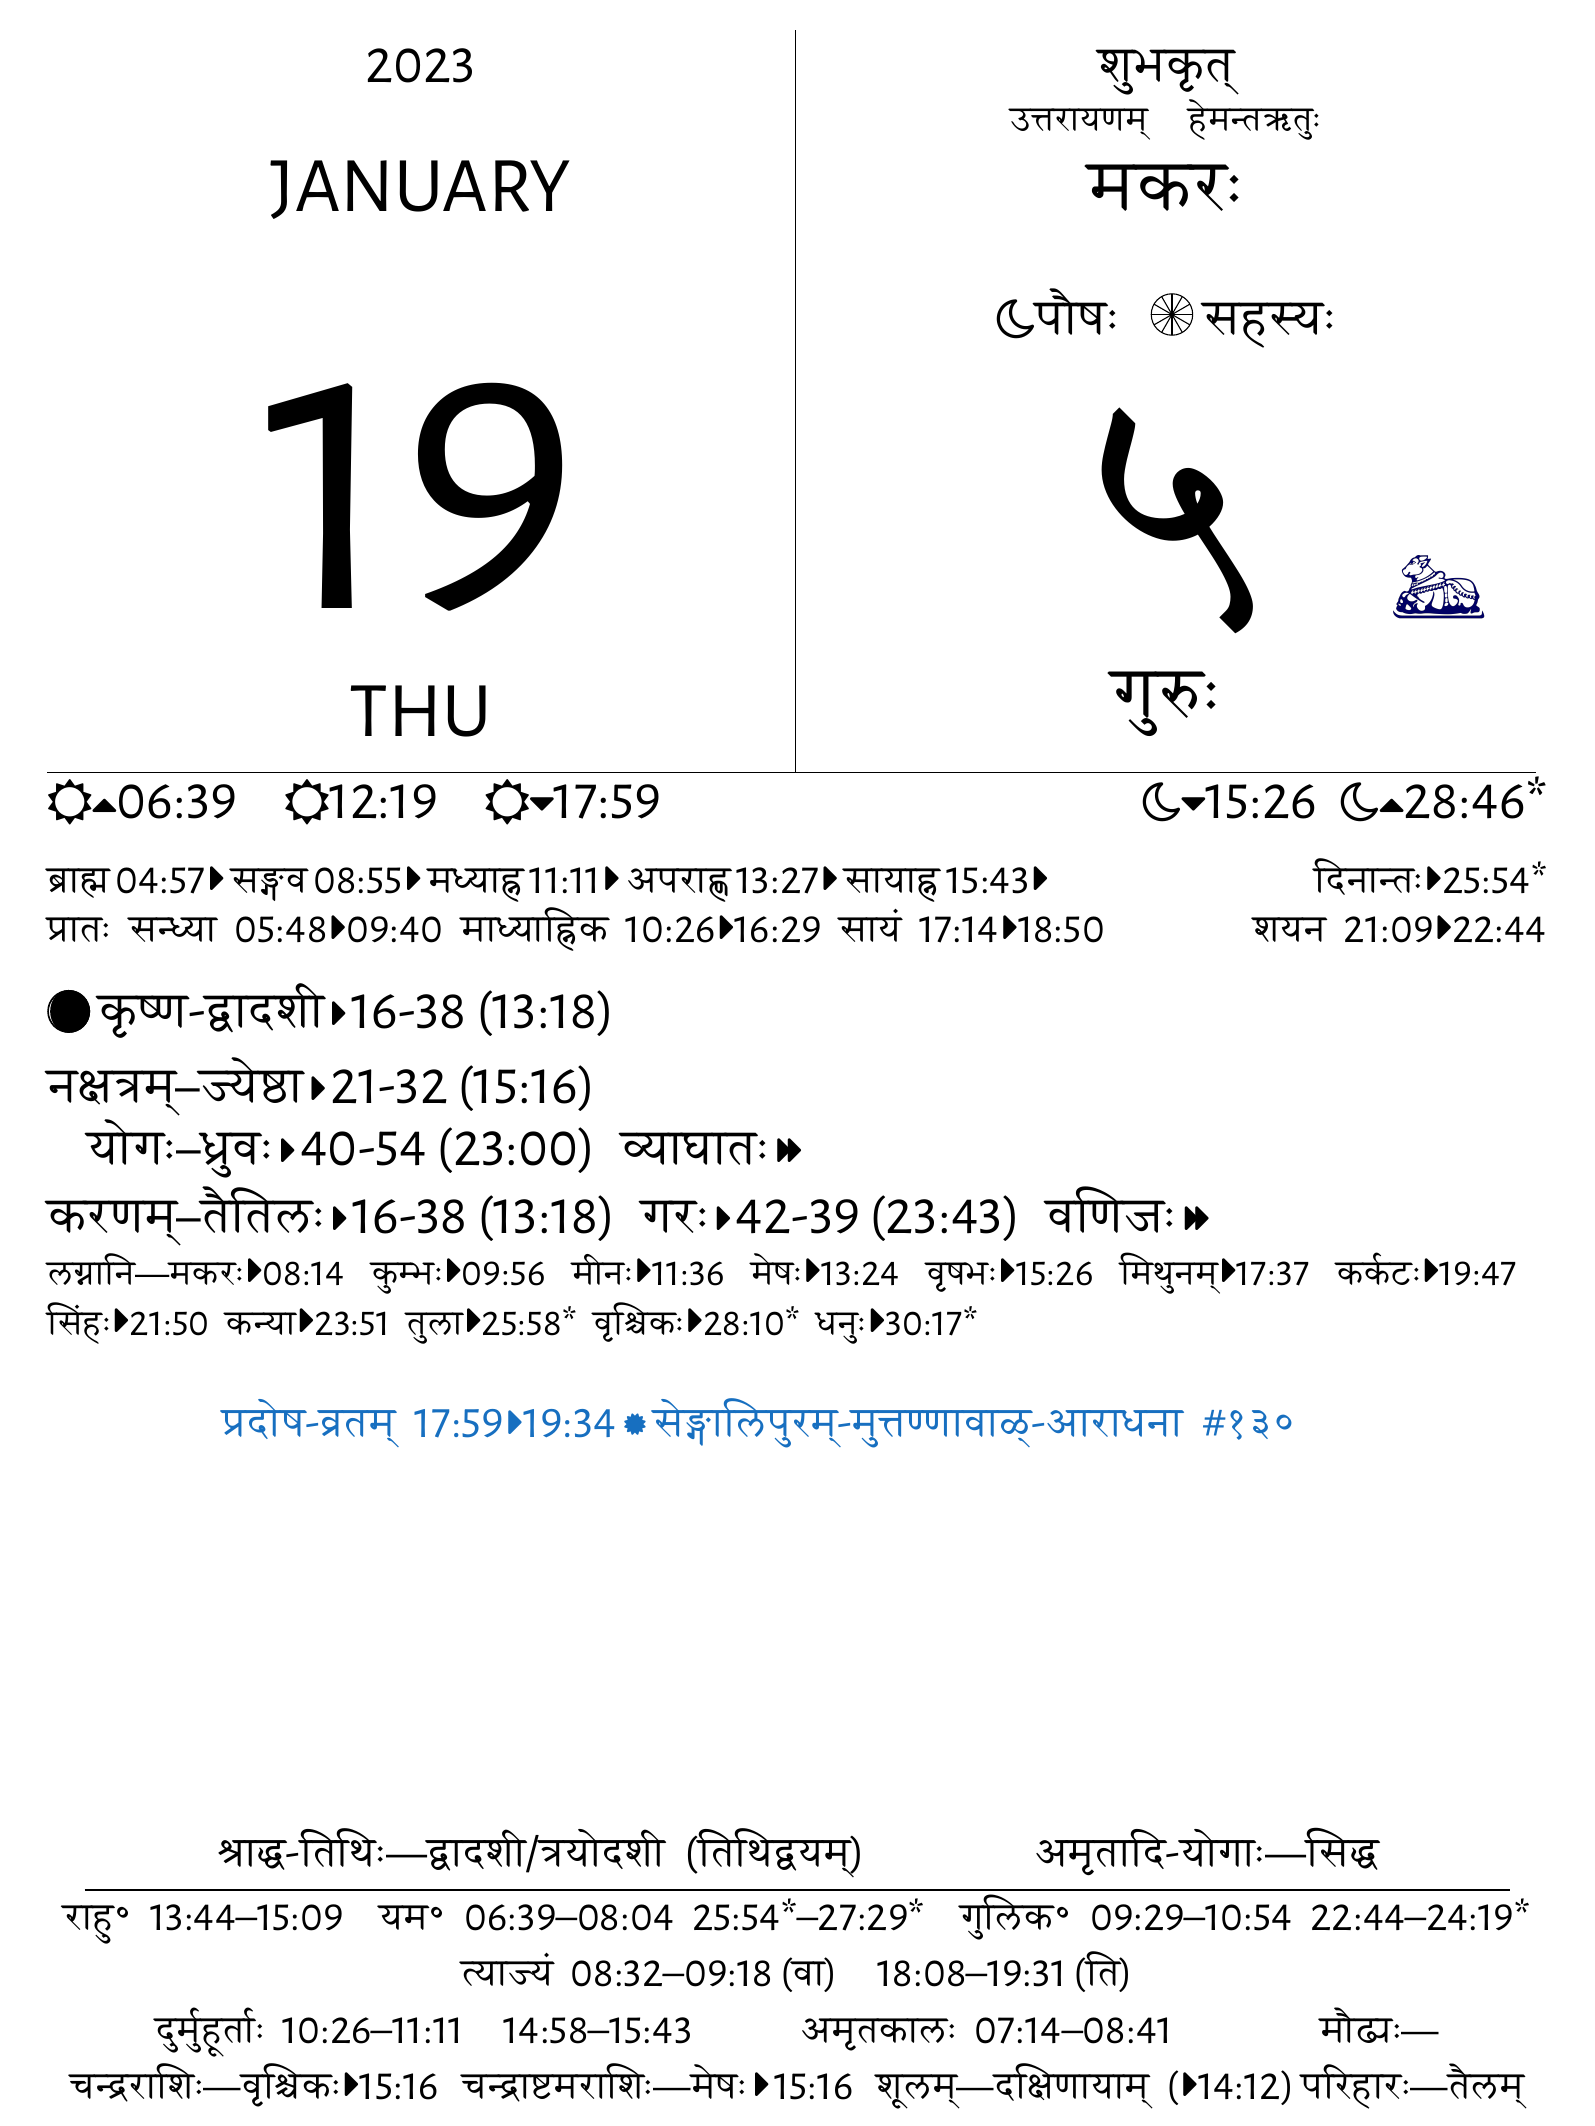 2023
JANUARY
19
THU
शुभकृत्
उत्तरायणम् हेमन्तऋतुः
मकरः
पौषः सहस्यः
५
गुरुः
06:39 12:19 17:59 15:26 28:46*
ब्राह्म 04:57 सङ्गव 08:55 मध्याह्न 11:11 अपराह्ण 13:27 सायाह्न 15:43 दिनान्तः 25:54*
प्रातः सन्ध्या 05:48 09:40 माध्याह्निक 10:26 16:29 सायं 17:14 18:50 शयन 21:09 22:44
कृष्ण-द्वादशी 16-38 (13:18)
नक्षत्रम्–ज्येष्ठा 21-32 (15:16)
योगः–ध्रुवः 40-54 (23:00) व्याघातः
करणम्–तैतिलः 16-38 (13:18) गरः 42-39 (23:43) वणिजः
लग्नानि—मकरः 08:14 कुम्भः 09:56 मीनः 11:36 मेषः 13:24 वृषभः 15:26 मिथुनम् 17:37 कर्कटः 19:47
सिंहः 21:50 कन्या 23:51 तुला 25:58* वृश्चिकः 28:10* धनुः 30:17*
प्रदोष-व्रतम् 17:59 19:34 सेङ्गालिपुरम्-मुत्तण्णावाळ्-आराधना #१३०
श्राद्ध-तिथिः—द्वादशी/त्रयोदशी (तिथिद्वयम्) अमृतादि-योगाः—सिद्ध
राहु॰ 13:44–15:09 यम॰ 06:39–08:04 25:54*–27:29* गुलिक॰ 09:29–10:54 22:44–24:19*
त्याज्यं 08:32–09:18 (वा) 18:08–19:31 (ति)
दुर्मुहूर्ताः 10:26–11:11 14:58–15:43 अमृतकालः 07:14–08:41 मौढ्यः—
चन्द्रराशिः—वृश्चिकः 15:16 चन्द्राष्टमराशिः—मेषः 15:16 शूलम्—दक्षिणायाम् (14:12) परिहारः—तैलम्